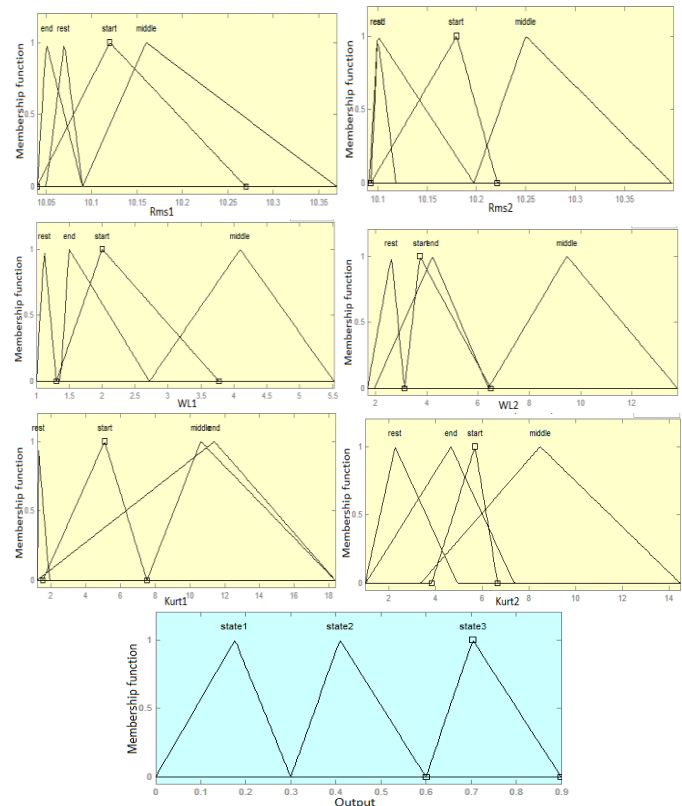 end rest start middle
Membership function
1
0.5
0
10.05 10.1 10.15 10.2 10.25 10.3 10.35
Rms1
start middle
Membership function
1
0.5
0
10.1 10.15 10.2 10.25 10.3 10.35
Rms2
rest end start middle
Membership function
1
0.5
0
1 1.5 2 2.5 3 3.5 4 4.5 5 5.5
WL1
rest start end middle
Membership function
1
0.5
0
2 4 6 8 10 12
WL2
rest start middle end
Membership function
1
0.5
0
2 4 6 8 10 12 14 16 18
Kurt1
rest end start middle
Membership function
1
0.5
0
2 4 6 8 10 12 14
Kurt2
state1 state2 state3
Membership function
1
0.5
0
0 0.1 0.2 0.3 0.4 0.5 0.6 0.7 0.8 0.9
Output